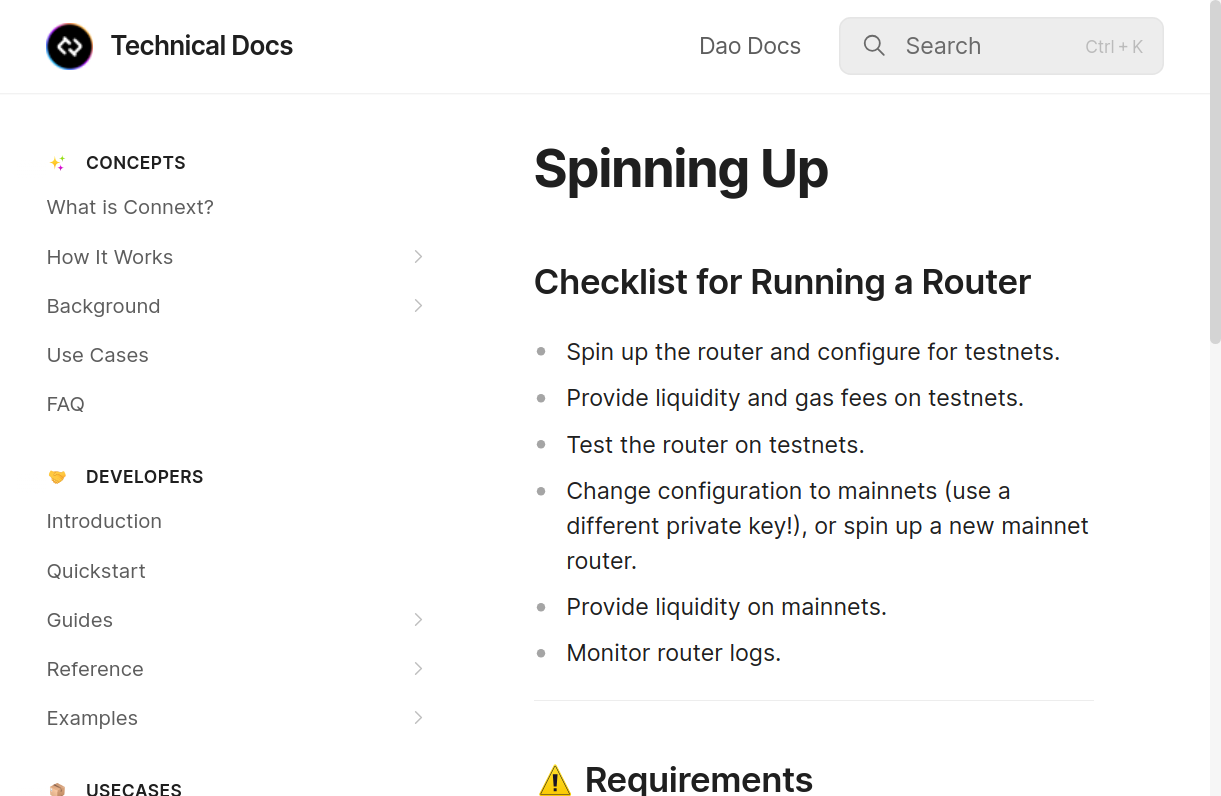 Technical Docs
Dao Docs
Search
Ctrl + K
CONCEPTS
What is Connext?
How It Works
Background
Use Cases
FAQ
DEVELOPERS
Introduction
Quickstart
Guides
Reference
Examples
USECASES
Spinning Up
Checklist for Running a Router
Spin up the router and configure for testnets.
Provide liquidity and gas fees on testnets.
Test the router on testnets.
Change configuration to mainnets (use a
different private key!), or spin up a new mainnet
router.
Provide liquidity on mainnets.
Monitor router logs.
Requirements